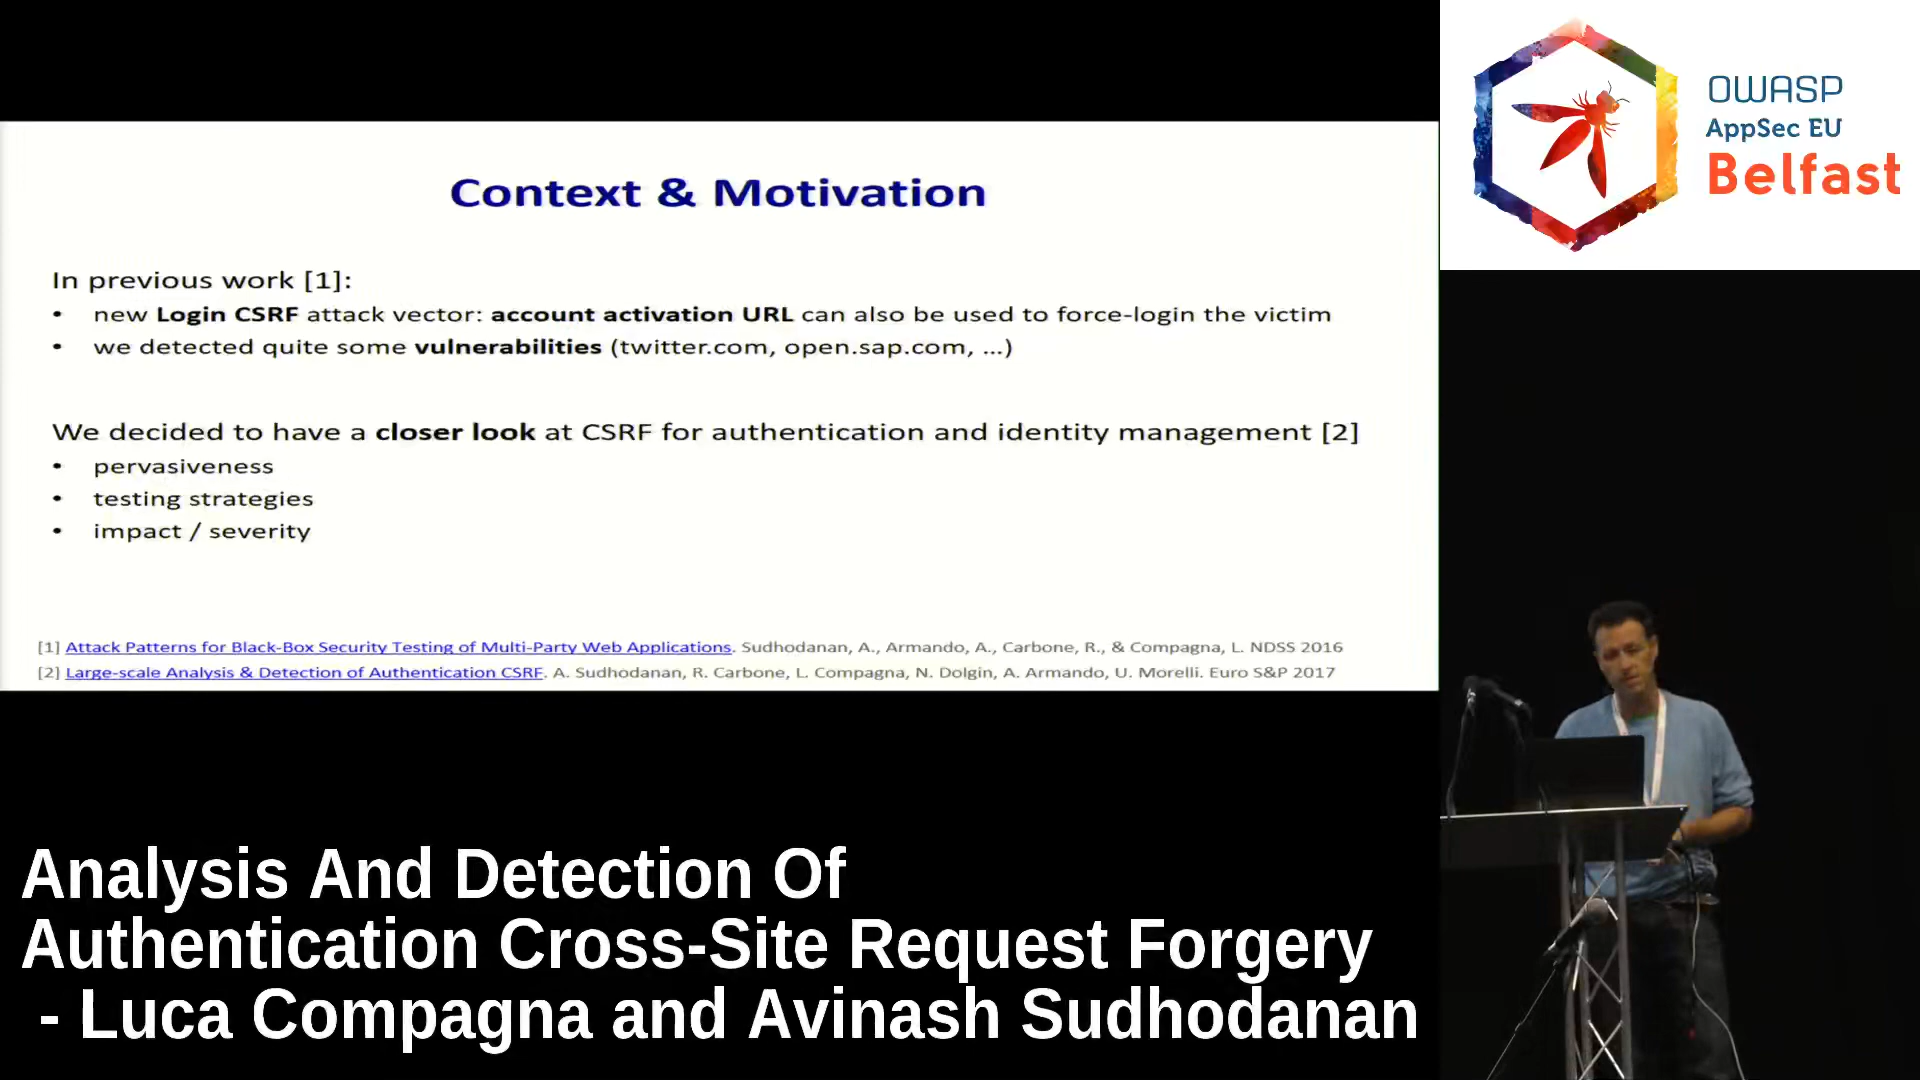 OWASP
AppSec EU
Belfast
Context & Motivation
In previous work [1]:
• new Login CSRF attack vector: account activation URL can also be used to force-login the victim
• we detected quite some vulnerabilities (twitter.com, open.sap.com, ...)
We decided to have a closer look at CSRF for authentication and identity management [2]
• pervasiveness
• testing strategies
• impact / severity
[1] Attack Patterns for Black-Box Security Testing of Multi-Party Web Applications. Sudhodanan, A., Armando, A., Carbone, R., & Compagna, L. NDSS 2016
[2] Large-scale Analysis & Detection of Authentication CSRF. A. Sudhodanan, R. Carbone, L. Compagna, N. Dolgin, A. Armando, U. Morelli. Euro S&P 2017
Analysis And Detection Of
Authentication Cross-Site Request Forgery
- Luca Compagna and Avinash Sudhodanan